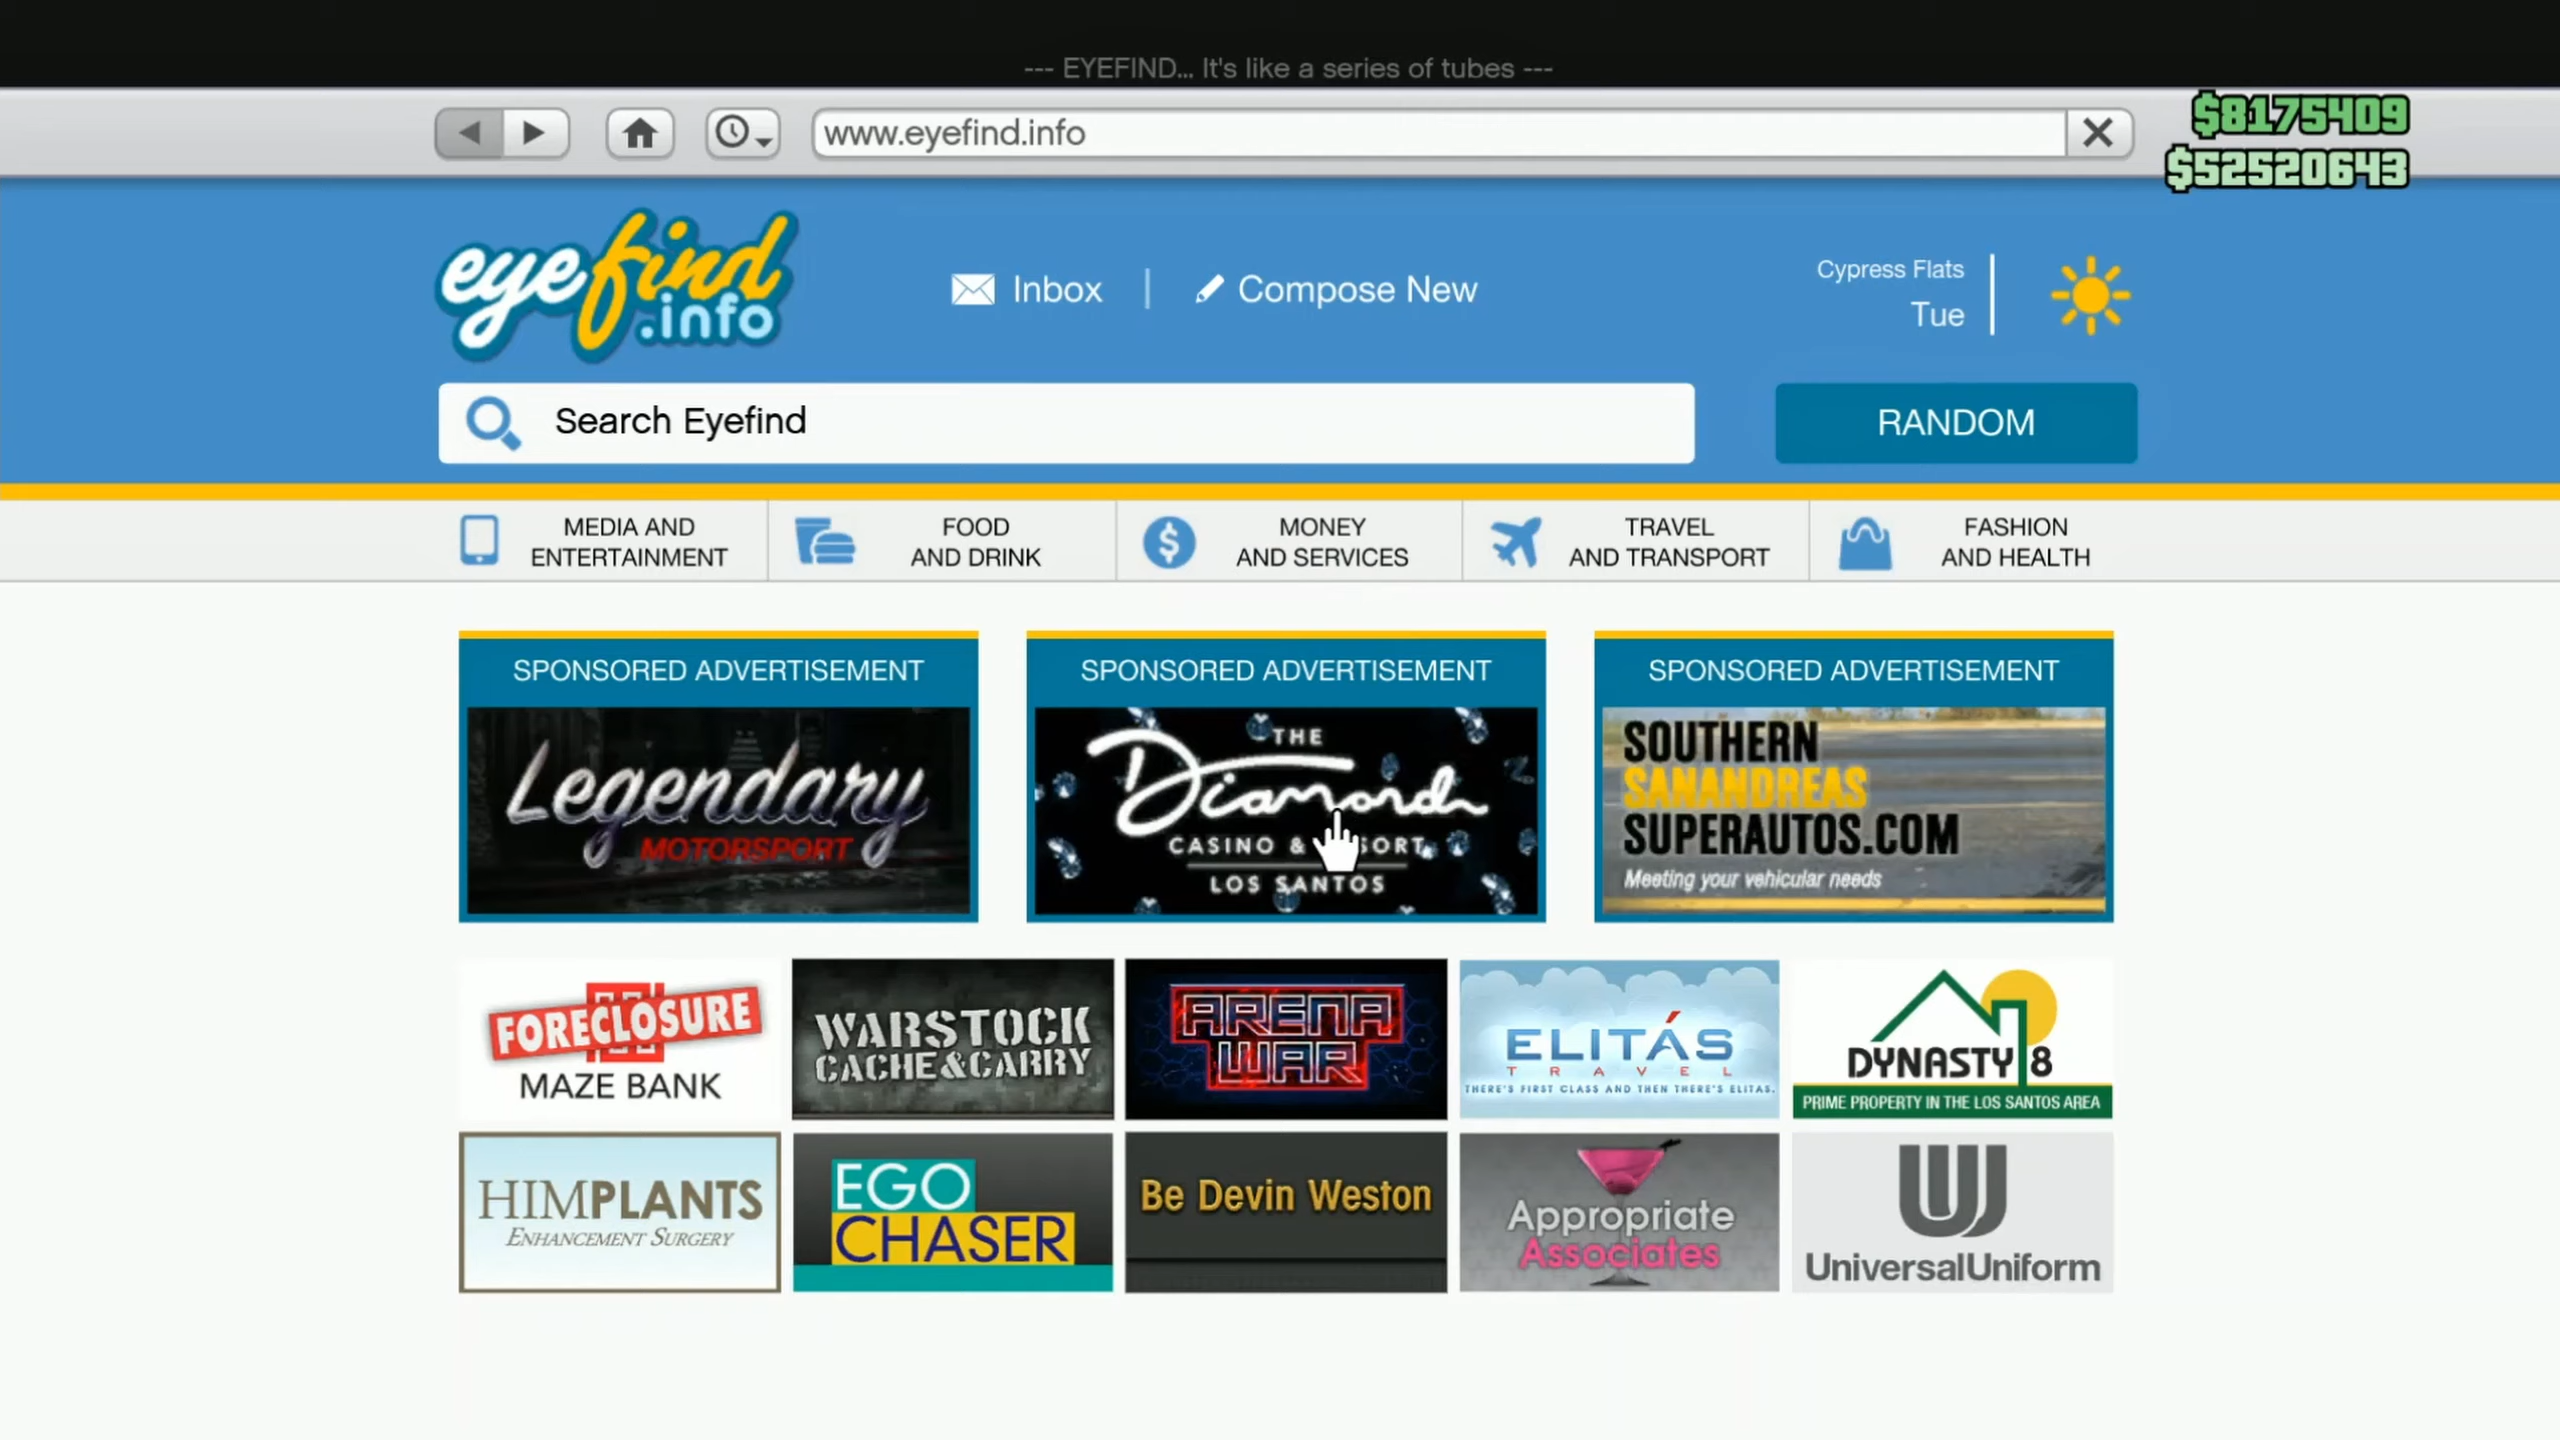 --- EYEFIND... It's like a series of tubes ---
www.eyefind.info
$8175409
$52520643
eyefind
.info
Inbox
Compose New
Cypress Flats
Tue
Search Eyefind
RANDOM
MEDIA AND
ENTERTAINMENT
FOOD
AND DRINK
MONEY
AND SERVICES
TRAVEL
AND TRANSPORT
FASHION
AND HEALTH
SPONSORED ADVERTISEMENT
Legendary
MOTORSPORT
SPONSORED ADVERTISEMENT
THE
Diamond
CASINO &
LOS SANTOS
SPONSORED ADVERTISEMENT
SOUTHERN
SANANDREAS
SUPERAUTOS.COM
Meeting your vehicular needs
FORECLOSURE
MAZE BANK
WARSTOCK
CACHE&CARRY
ARENA
WAR
ELITÁS
TRAVEL
THERE'S FIRST CLASS AND THEN THERE'S ELITAS.
DYNASTY 8
PRIME PROPERTY IN THE LOS SANTOS AREA
HIMPLANTS
ENHANCEMENT SURGERY
EGO
CHASER
Be Devin Weston
Appropriate
Associates
UU
UniversalUniform